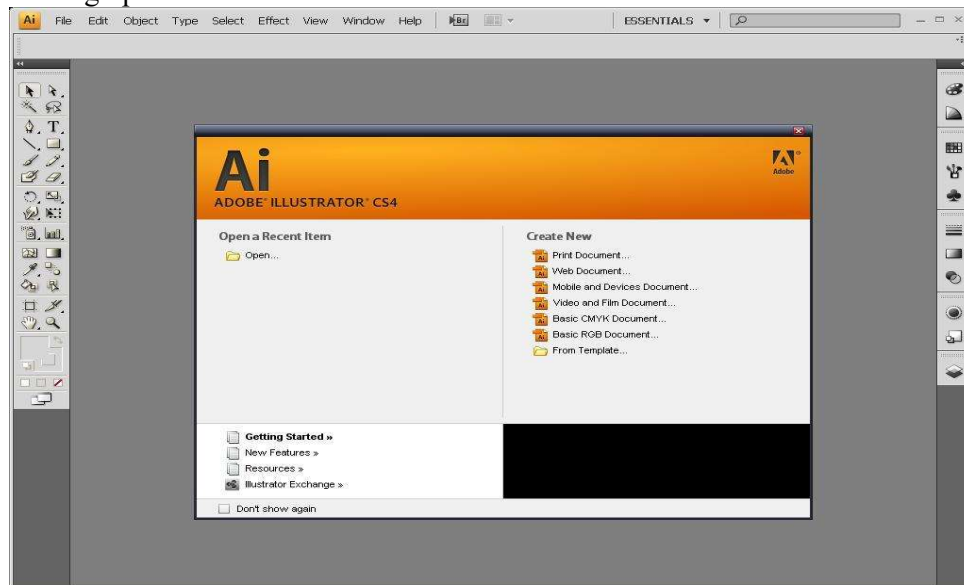 Ai File Edit Object Type Select Effect View Window Help Br ESSENTIALS
T
Ai
Adobe
ADOBE® ILLUSTRATOR® CS4
Open a Recent Item
Open...
Create New
Print Document...
Web Document...
Mobile and Devices Document...
Video and Film Document...
Basic CMYK Document...
Basic RGB Document...
From Template...
Getting Started »
New Features »
Resources »
Illustrator Exchange »
Don't show again